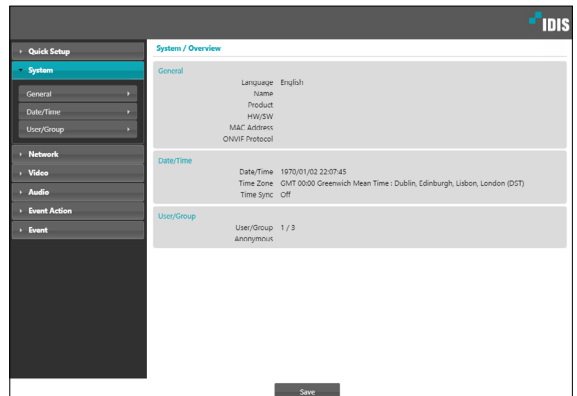 IDIS
Quick Setup
System
General
Date/Time
User/Group
Network
Video
Audio
Event Action
Event
System / Overview
General
Language English
Name
Product
HW/SW
MAC Address
ONVIF Protocol
Date/Time
Date/Time 1970/01/02 22:07:45
Time Zone GMT 00:00 Greenwich Mean Time : Dublin, Edinburgh, Lisbon, London (DST)
Time Sync Off
User/Group
User/Group 1 / 3
Anonymous
Save